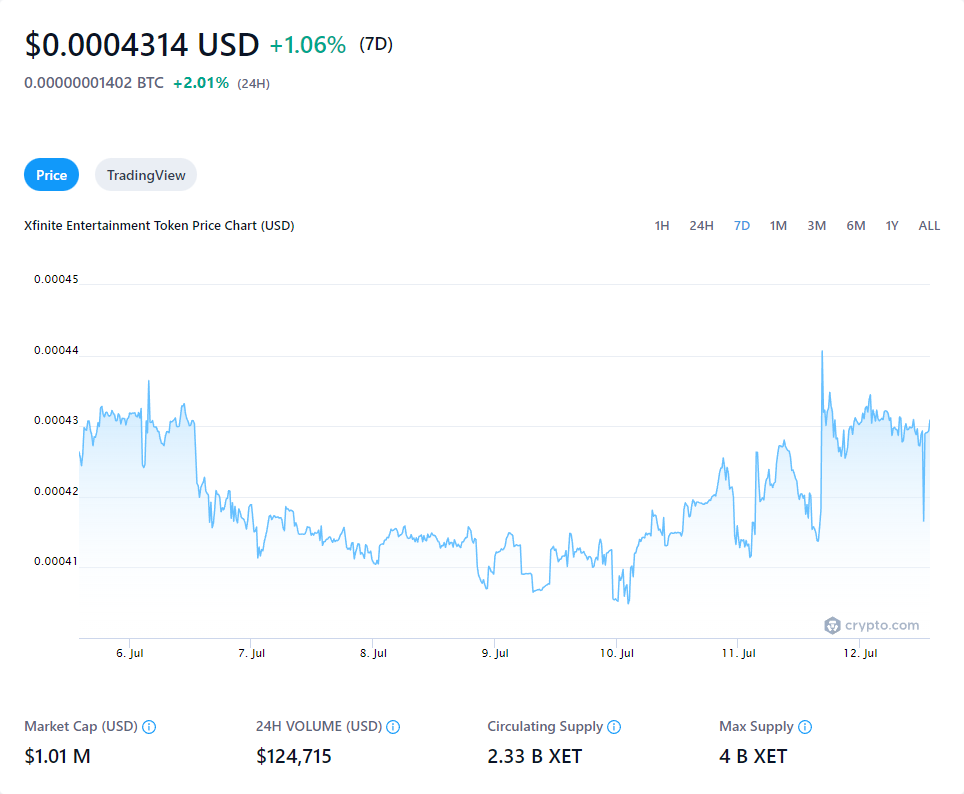 $0.0004314 USD +1.06% (7D)
0.00000001402 BTC +2.01% (24H)
Price TradingView
Xfinite Entertainment Token Price Chart (USD) 1H 24H 7D 1M 3M 6M 1Y ALL
0.00045
0.00044
0.00043
0.00042
0.00041
crypto.com
6. Jul 7. Jul 8. Jul 9. Jul 10. Jul 11. Jul 12. Jul
Market Cap (USD) 24H VOLUME (USD) Circulating Supply Max Supply
$1.01 M $124,715 2.33 B XET 4 B XET